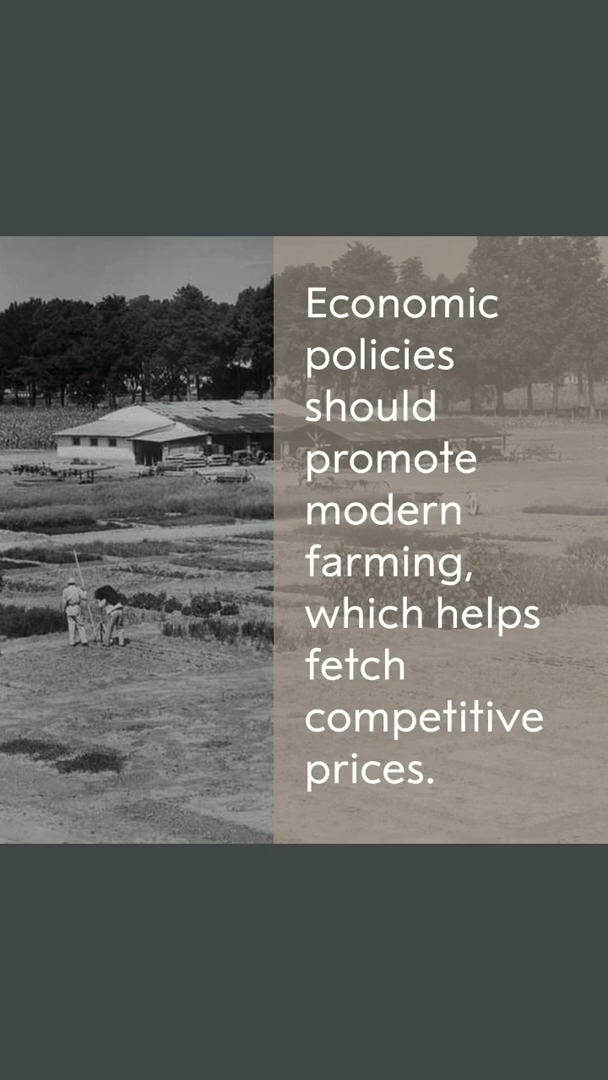 Economic
policies
should
promote
modern
farming,
which helps
fetch
competitive
prices.